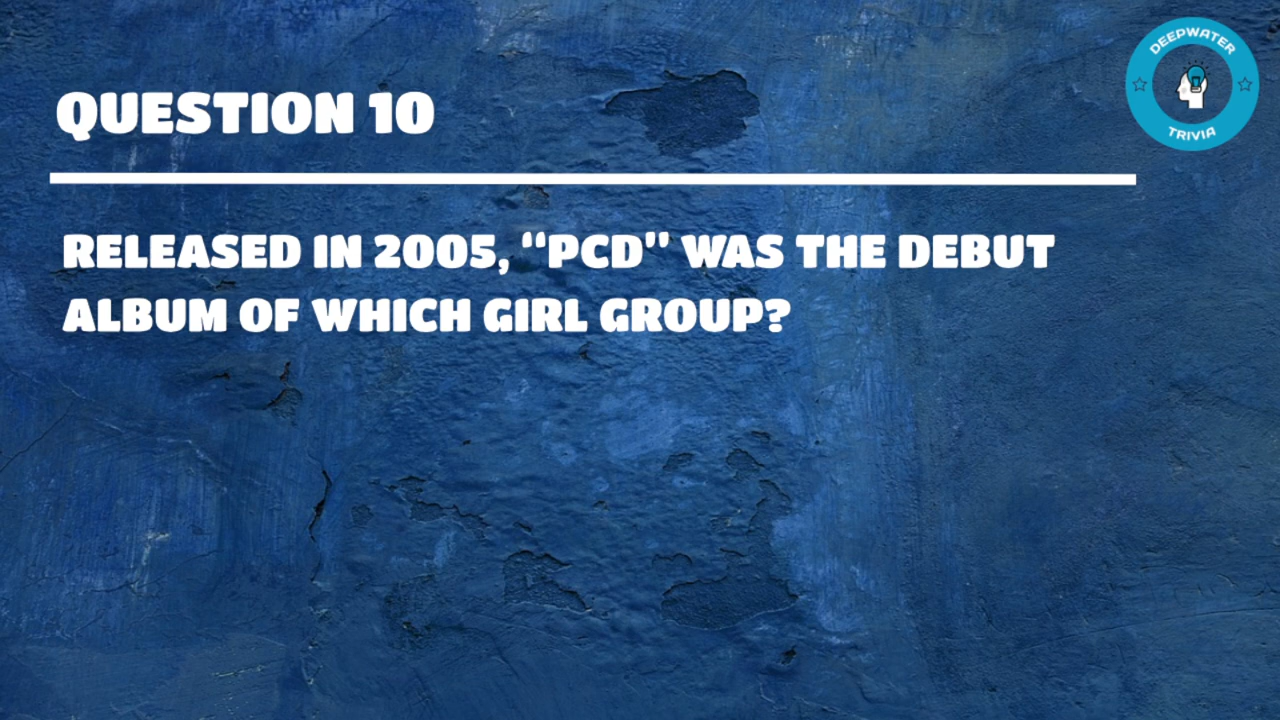 DEEPWATER
TRIVIA
QUESTION 10
RELEASED IN 2005, “PCD” WAS THE DEBUT
ALBUM OF WHICH GIRL GROUP?